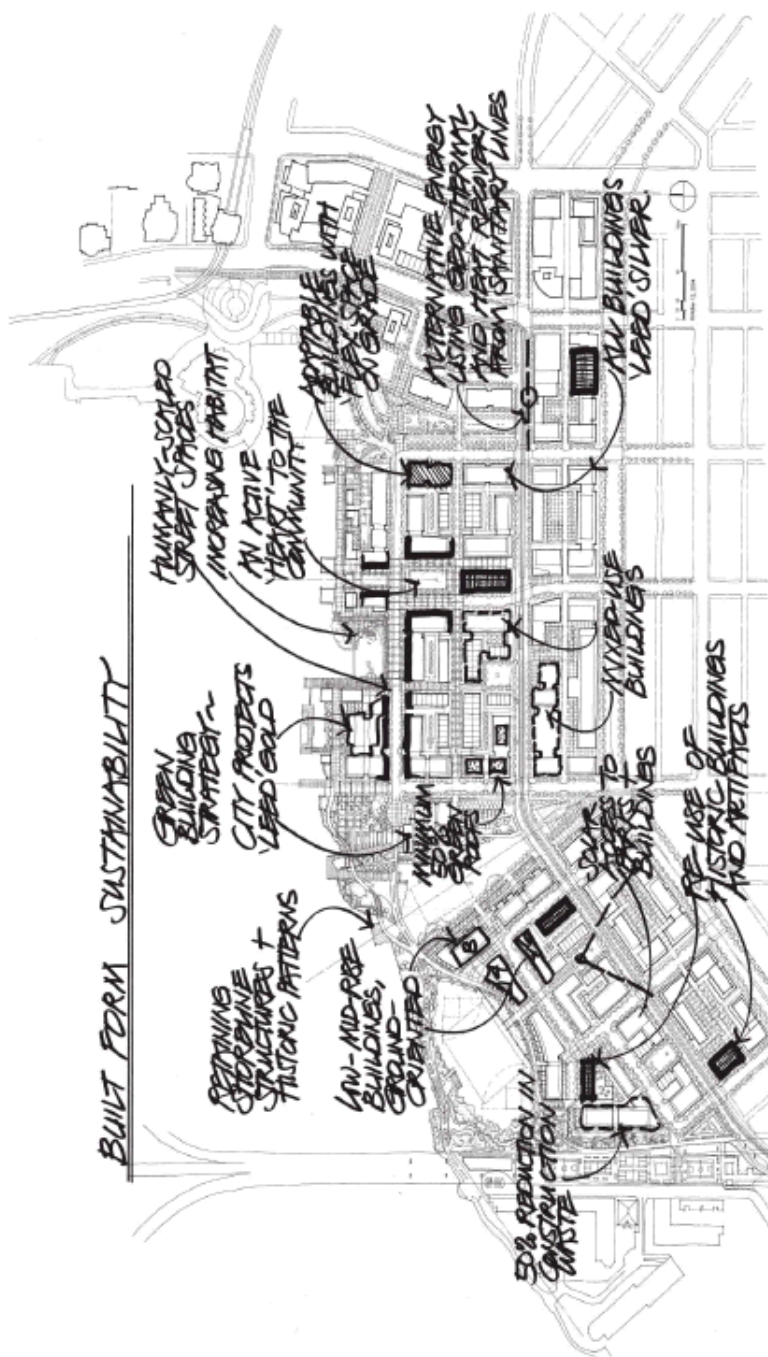 BUILT FORM SUSTAINABILITY
RETAINING
SHORELINE
STRUCTURES +
HISTORIC PATTERNS
LOW-MID-RISE
BUILDINGS,
GROUND-
ORIENTED
50% REDUCTION IN
CONSTRUCTION
WASTE
GREEN
BUILDING
STRATEGY~
CITY PROJECTS
'LEED' GOLD
MINIMUM
50%
GREEN
ROOFS
SOLAR
ACCESS TO
BUILDINGS
RE-USE OF
HISTORIC BUILDINGS
AND ARTIFACTS
HUMANLY-SCALED
STREET SPACES
INCREASING HABITAT
AN ACTIVE
'HEART' TO THE
COMMUNITY
MIXED-USE
BUILDINGS
ADAPTABLE
BUILDINGS WITH
'FLEX' SPACE
ON GRADE
ALTERNATIVE ENERGY
USING GEO-THERMAL
AND HEAT RECOVERY
FROM SANITARY LINES
ALL BUILDINGS
'LEED' SILVER
8
4